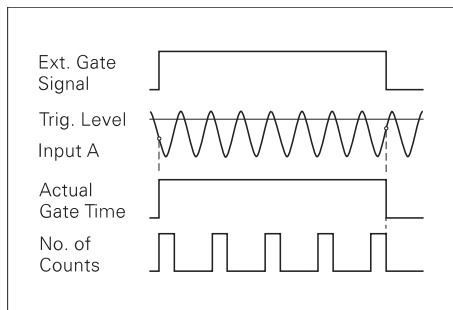 Ext. Gate
Signal
Trig. Level
Input A
Actual
Gate Time
No. of
Counts